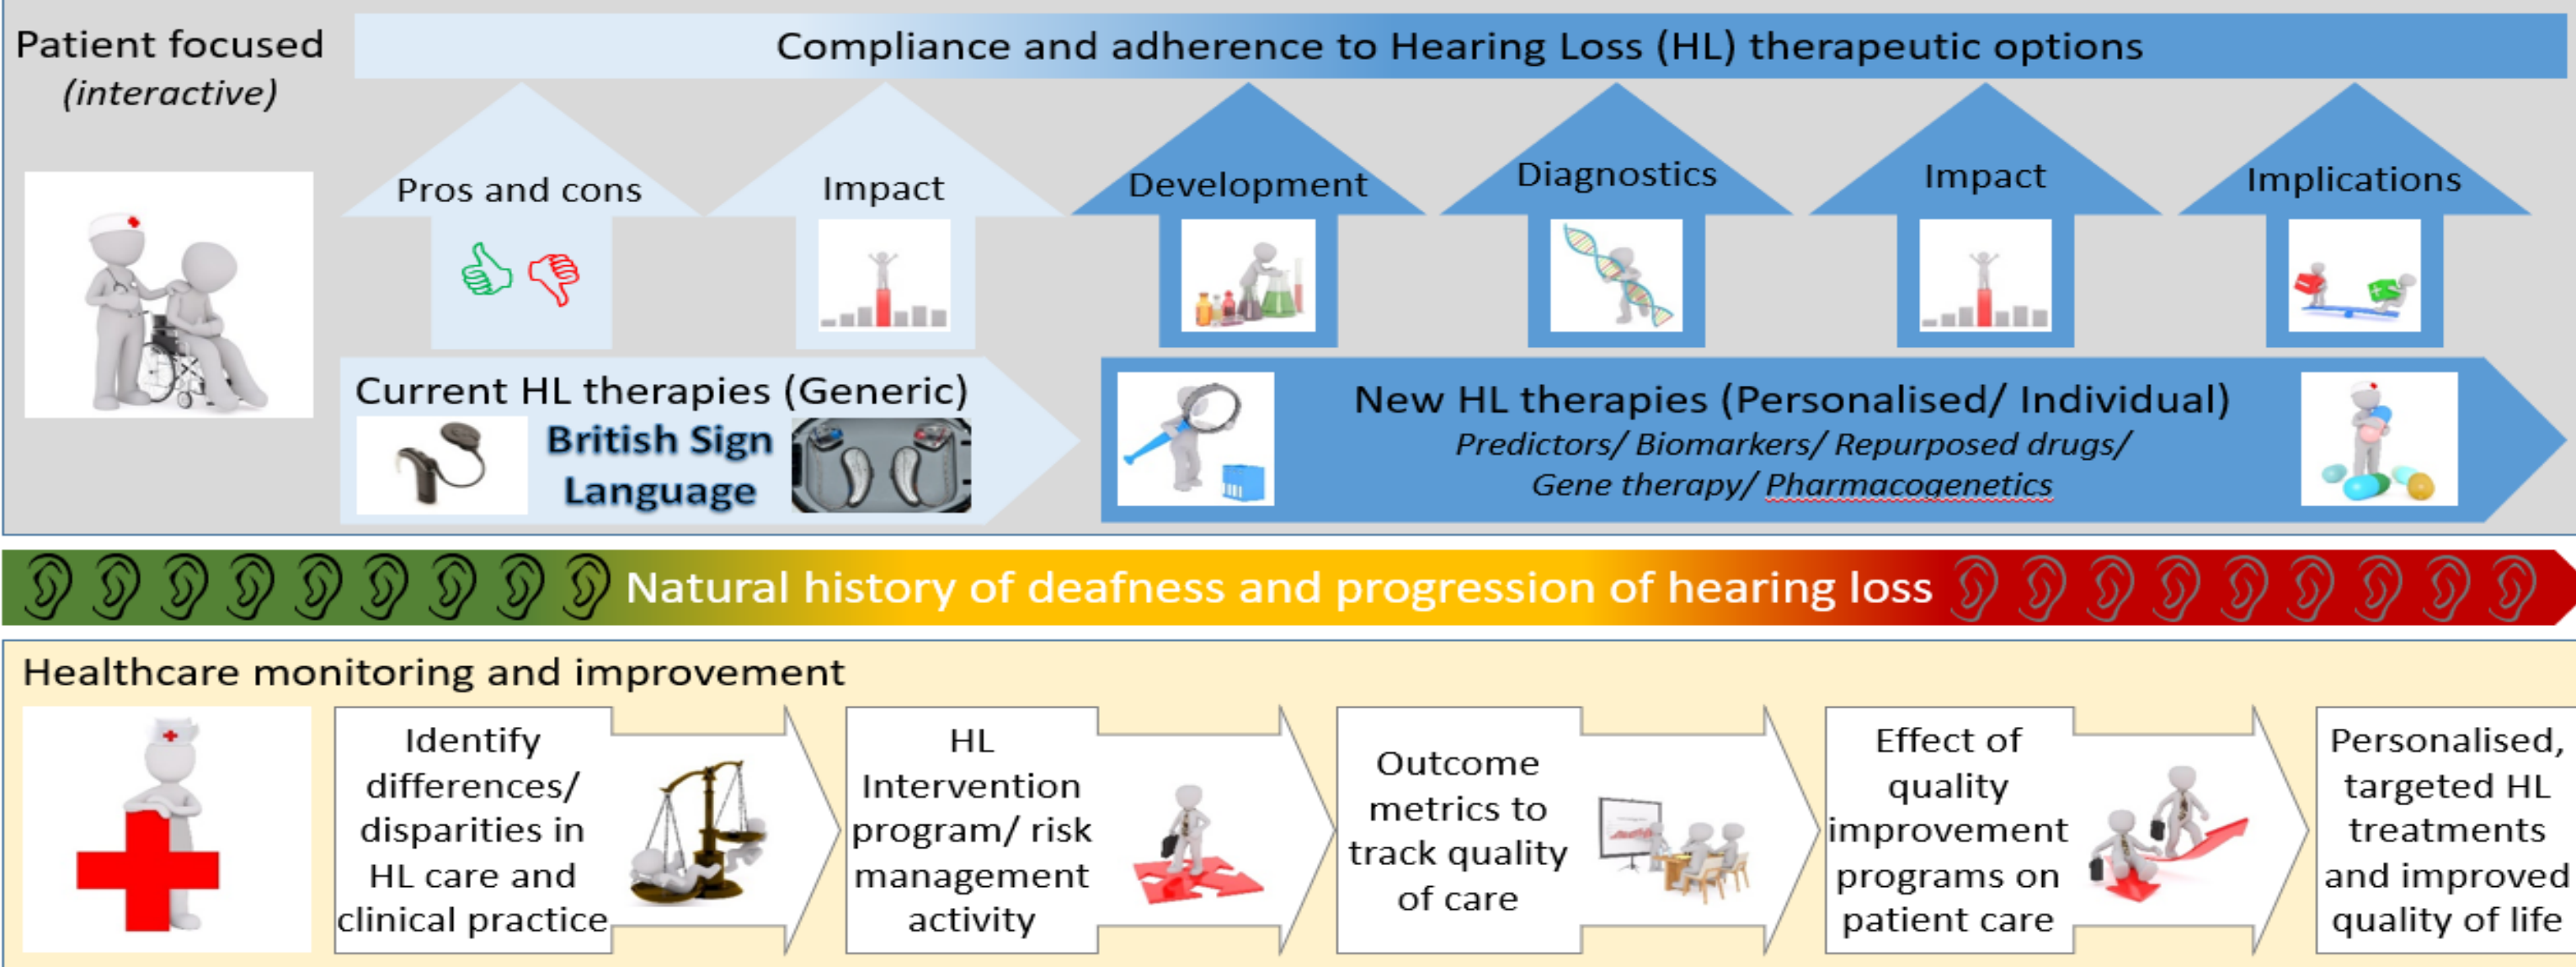 Patient focused
(interactive)
Compliance and adherence to Hearing Loss (HL) therapeutic options
Pros and cons
Impact
Development
Diagnostics
Impact
Implications
Current HL therapies (Generic)
British Sign
Language
New HL therapies (Personalised/ Individual)
Predictors/ Biomarkers/ Repurposed drugs/
Gene therapy/ Pharmacogenetics
Natural history of deafness and progression of hearing loss
Healthcare monitoring and improvement
Identify
differences/
disparities in
HL care and
clinical practice
HL
Intervention
program/ risk
management
activity
Outcome
metrics to
track quality
of care
Effect of
quality
improvement
programs on
patient care
Personalised,
targeted HL
treatments
and improved
quality of life